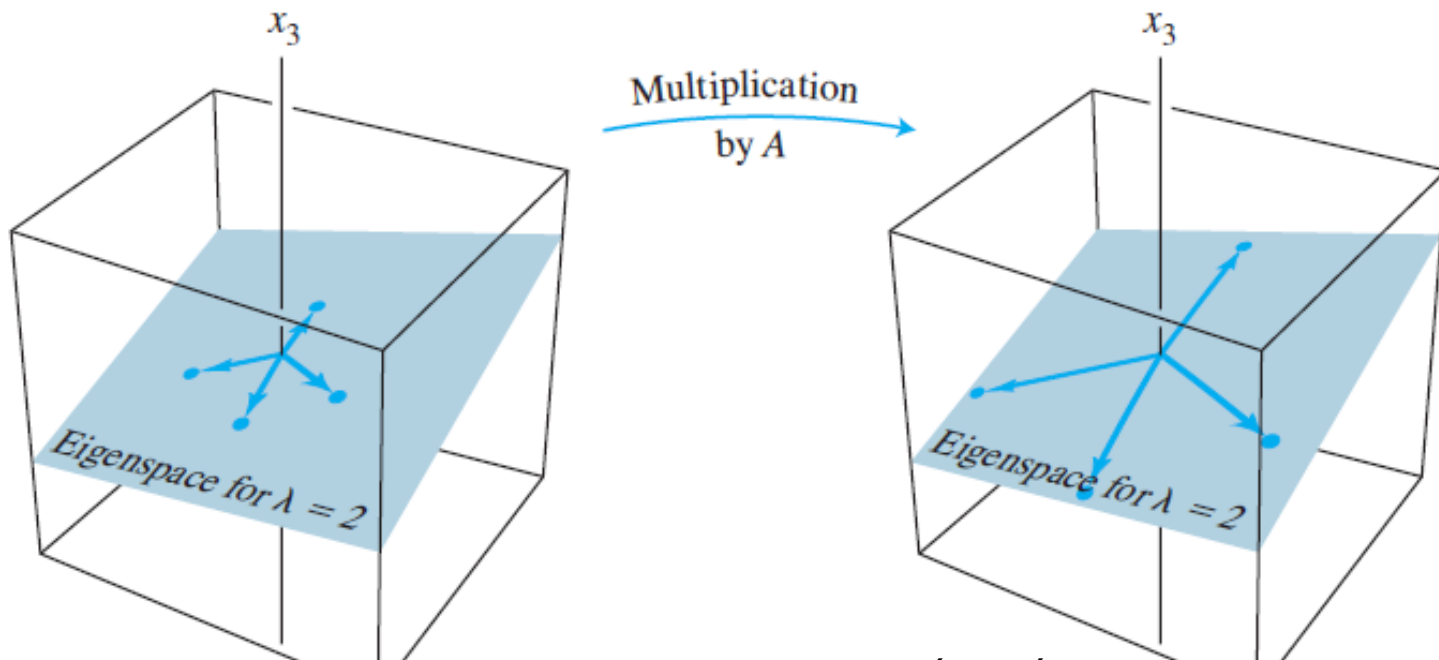 x₃
Multiplication
by A
x₃
Eigenspace for λ = 2
Eigenspace for λ = 2